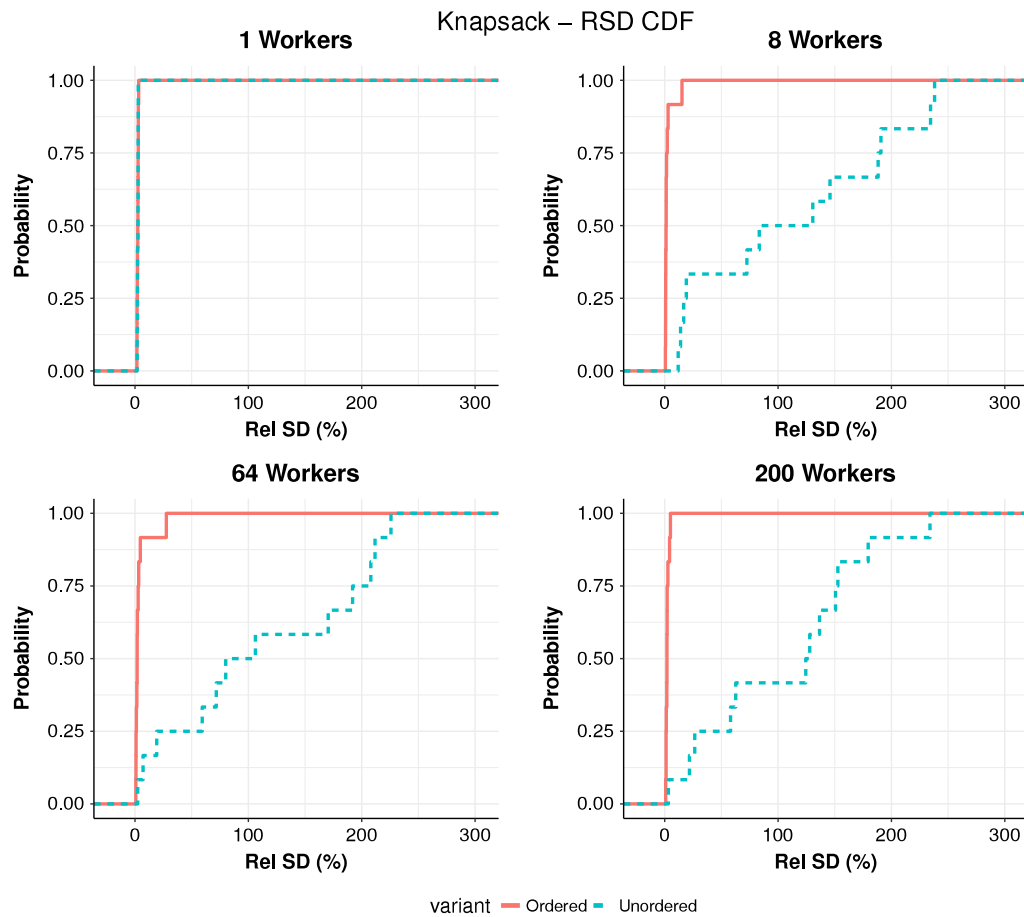 Knapsack – RSD CDF
1 Workers
8 Workers
1.00
0.75
0.50
0.25
0.00
Probability
0
100
200
300
Rel SD (%)
1.00
0.75
0.50
0.25
0.00
Probability
0
100
200
300
Rel SD (%)
64 Workers
200 Workers
1.00
0.75
0.50
0.25
0.00
Probability
0
100
200
300
Rel SD (%)
1.00
0.75
0.50
0.25
0.00
Probability
0
100
200
300
Rel SD (%)
variant Ordered Unordered